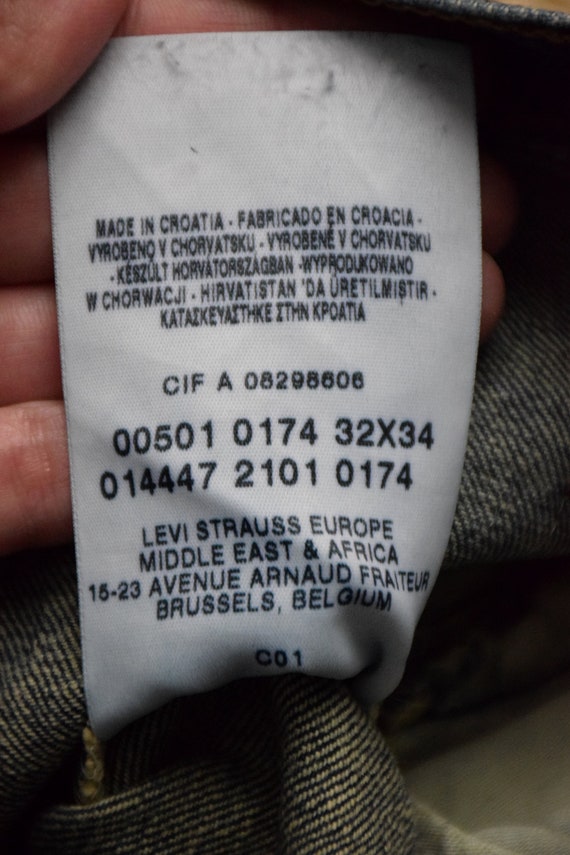 MADE IN CROATIA - FABRICADO EN CROACIA -
VYROBENO V CHORVATSKU - VYROBENÉ V CHORVATSKU
- KÉSZÜLT HORVÁTORSZÁGBAN - WYPRODUKOWANO
W CHORWACJI - HIRVATISTAN 'DA ÜRETILMIŞTIR -
ΚΑΤΑΣΚΕΥΑΣΤΗΚΕ ΣΤΗΝ ΚΡΟΑΤΙΑ
CIF A 08298606
00501 0174 32X34
014447 2101 0174
LEVI STRAUSS EUROPE
MIDDLE EAST & AFRICA
15-23 AVENUE ARNAUD FRAITEUR
BRUSSELS, BELGIUM
C01